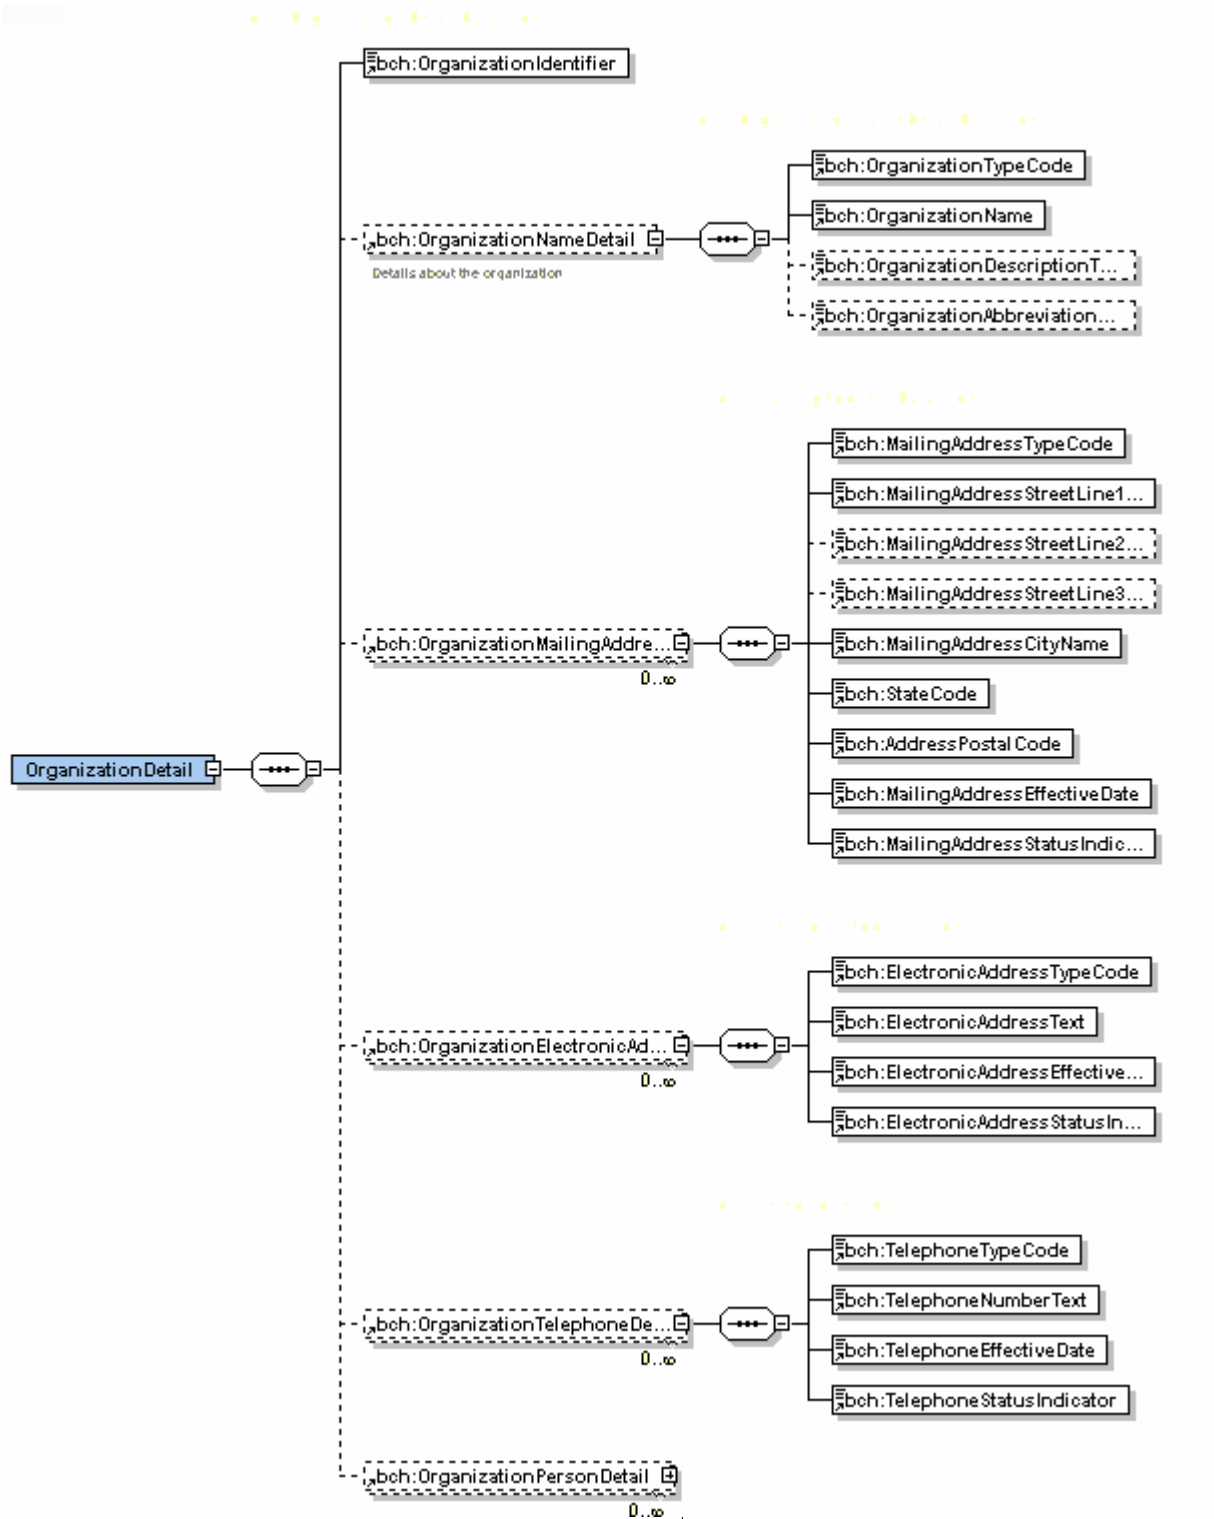 bch:OrganizationIdentifier
bch:OrganizationTypeCode
bch:OrganizationName
bch:OrganizationNameDetail
bch:OrganizationDescriptionT...
Details about the organization
bch:OrganizationAbbreviation...
bch:MailingAddressTypeCode
bch:MailingAddressStreetLine1...
bch:MailingAddressStreetLine2...
bch:MailingAddressStreetLine3...
bch:OrganizationMailingAddre...
bch:MailingAddressCityName
0..∞
bch:StateCode
bch:AddressPostalCode
OrganizationDetail
bch:MailingAddressEffectiveDate
bch:MailingAddressStatusIndic...
bch:ElectronicAddressTypeCode
bch:ElectronicAddressText
bch:OrganizationElectronicAd...
bch:ElectronicAddressEffective...
0..∞
bch:ElectronicAddressStatusIn...
bch:TelephoneTypeCode
bch:TelephoneNumberText
bch:OrganizationTelephoneDe...
bch:TelephoneEffectiveDate
0..∞
bch:TelephoneStatusIndicator
bch:OrganizationPersonDetail
0..∞